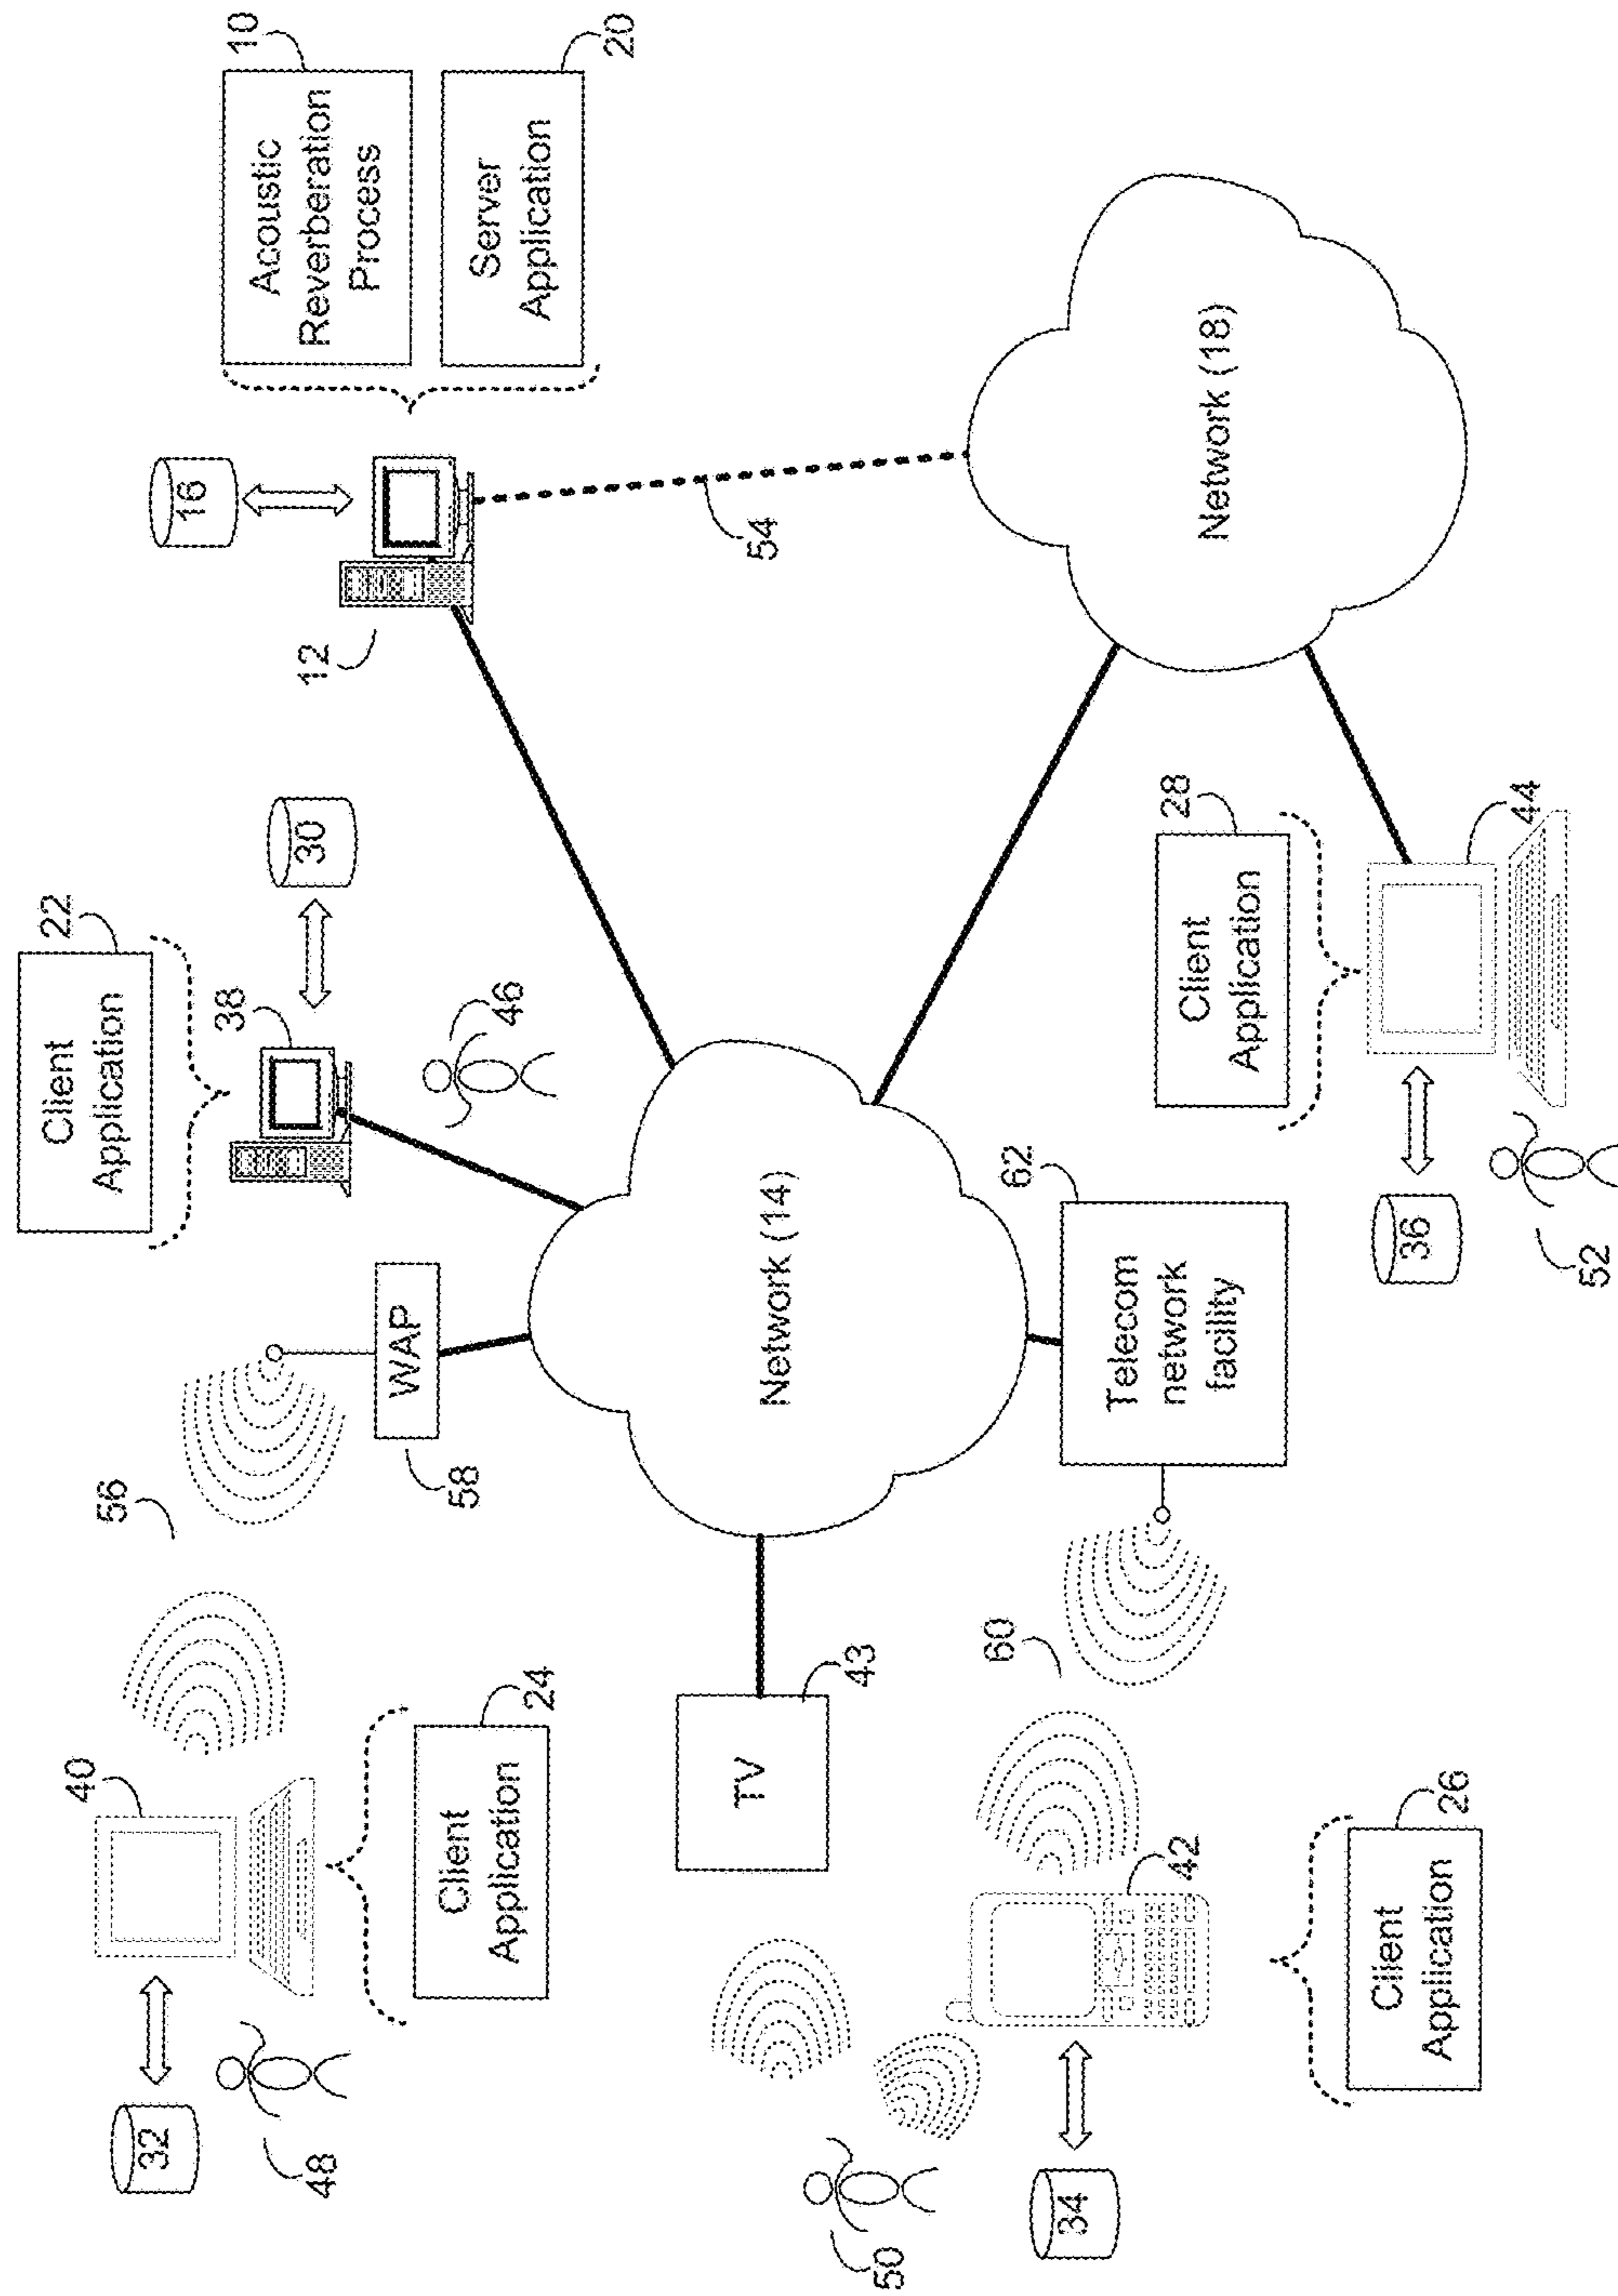 32
48
40
Client
Application
24
56
Client
Application
22
38
30
46
WAP
58
16
12
Acoustic
Reverberation
Process
10
Server
Application
20
54
50
34
42
Client
Application
26
TV
43
60
Network (14)
Telecom
network
facility
62
Network (18)
Client
Application
28
44
36
52